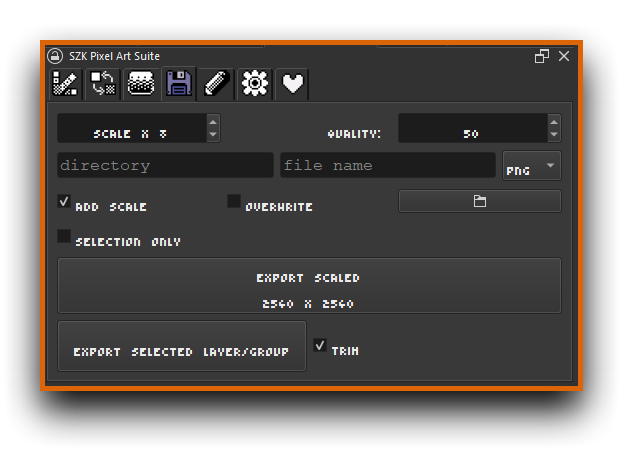 SZK Pixel Art Suite
SCALE X 8
QUALITY:
50
directory
file name
PNG
ADD SCALE
OVERWRITE
SELECTION ONLY
EXPORT SCALED
2560 X 2560
EXPORT SELECTED LAYER/GROUP
TRIM